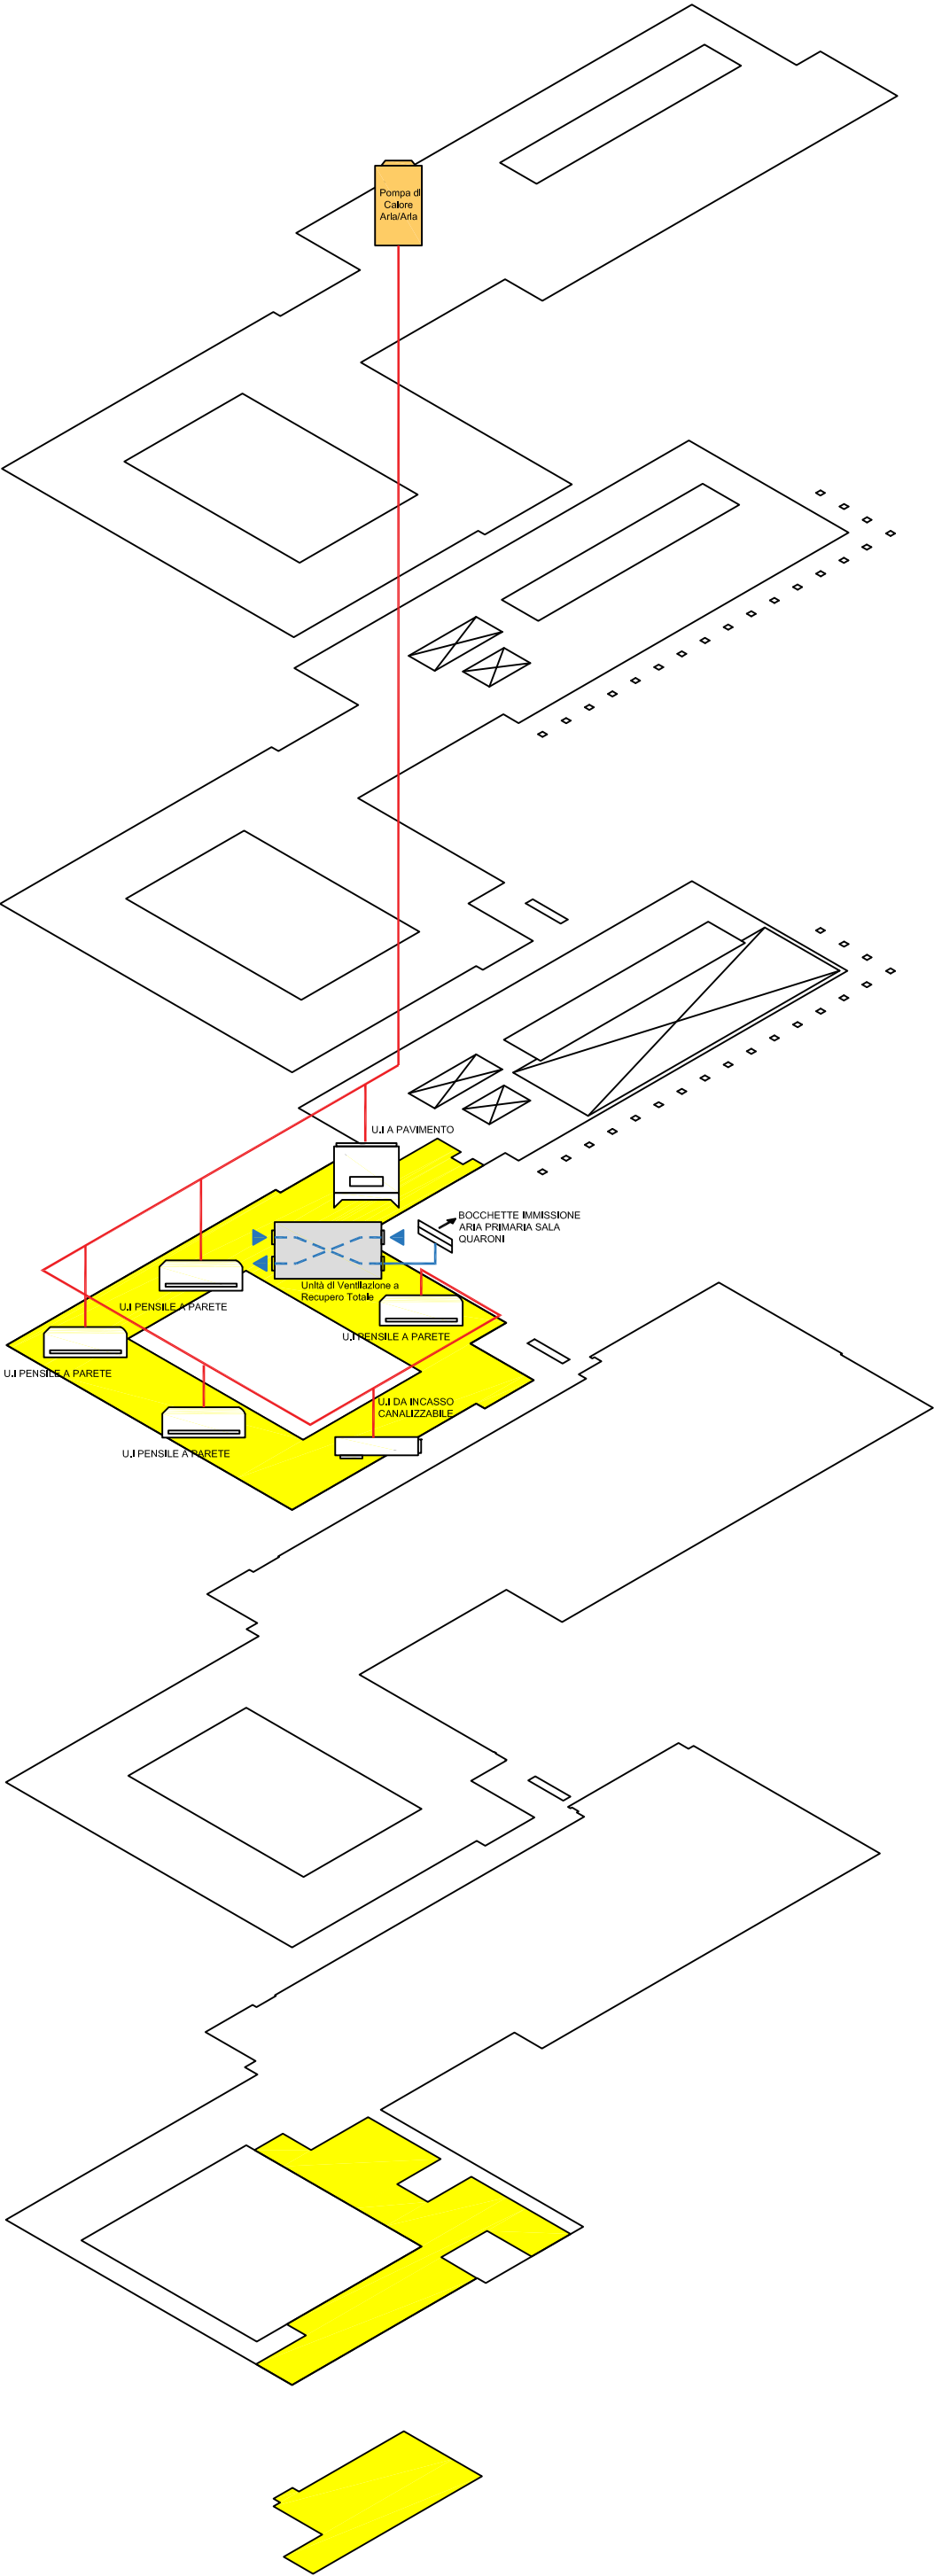 Pompa di
Calore
Aria/Aria
U.I A PAVIMENTO
BOCCHETTE IMMISSIONE
ARIA PRIMARIA SALA
QUARONI
Unità di Ventilazione a
Recupero Totale
U.I PENSILE A PARETE
U.I PENSILE A PARETE
U.I PENSILE A PARETE
U.I DA INCASSO
CANALIZZABILE
U.I PENSILE A PARETE